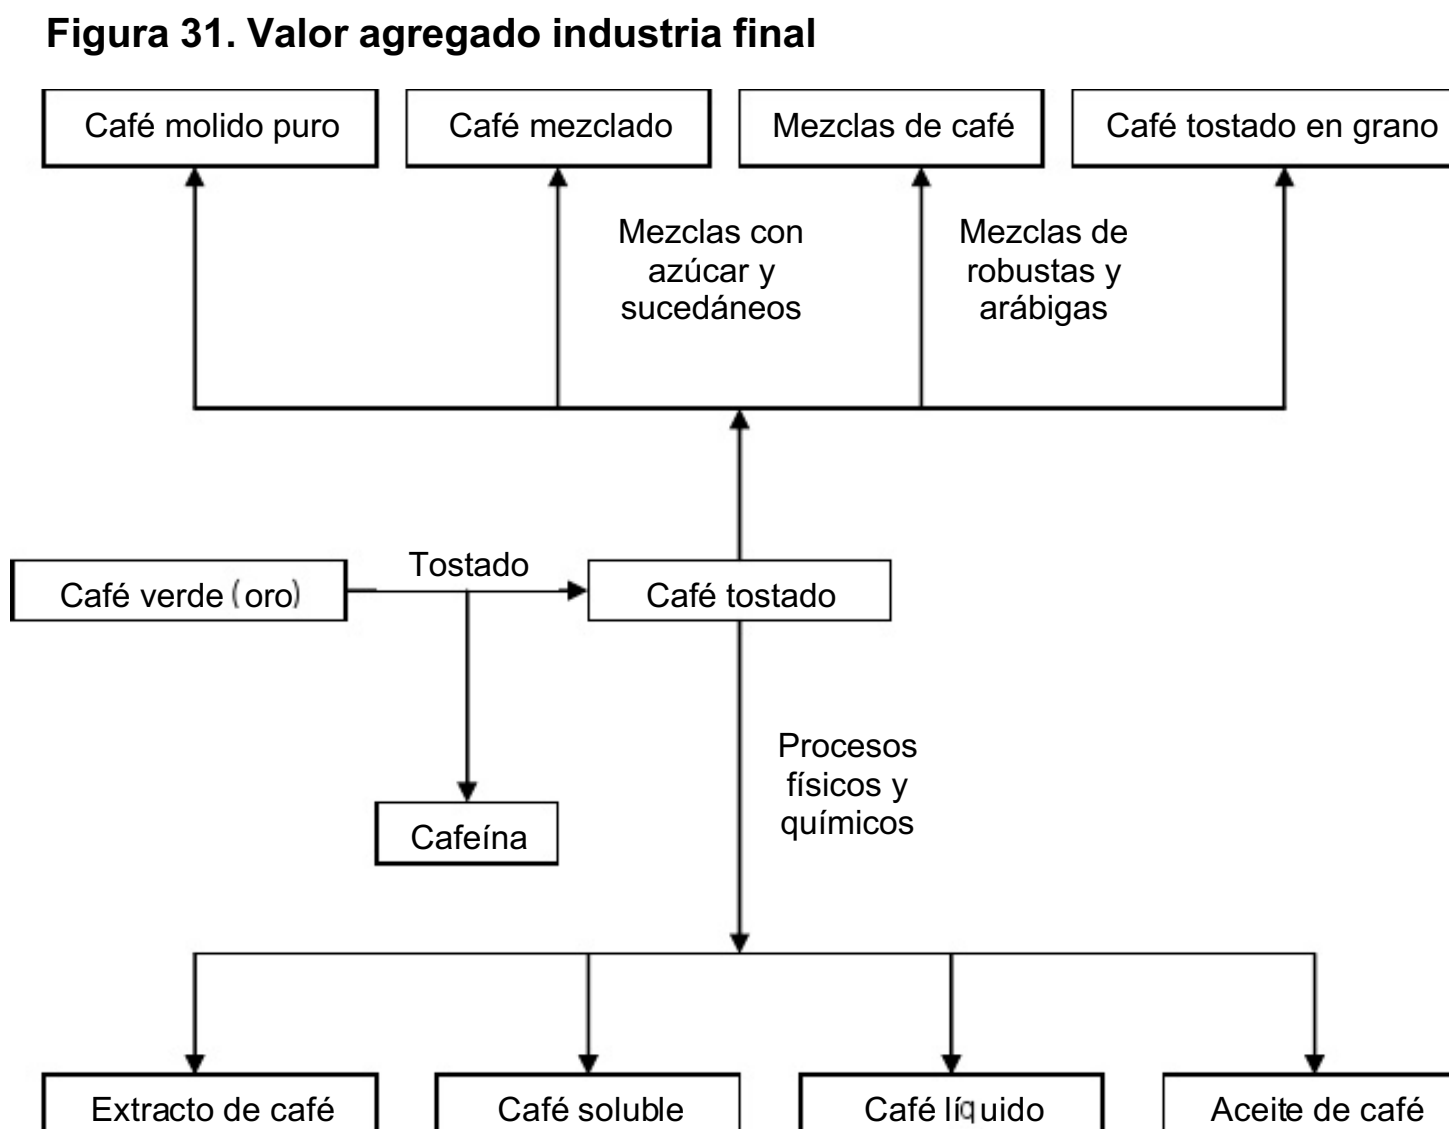 Figura 31. Valor agregado industria final
Café molido puro
Café mezclado
Mezclas de café
Café tostado en grano
Mezclas con
azúcar y
sucedáneos
Mezclas de
robustas y
arábigas
Café verde (oro)
Tostado
Café tostado
Cafeína
Procesos
físicos y
químicos
Extracto de café
Café soluble
Café líquido
Aceite de café